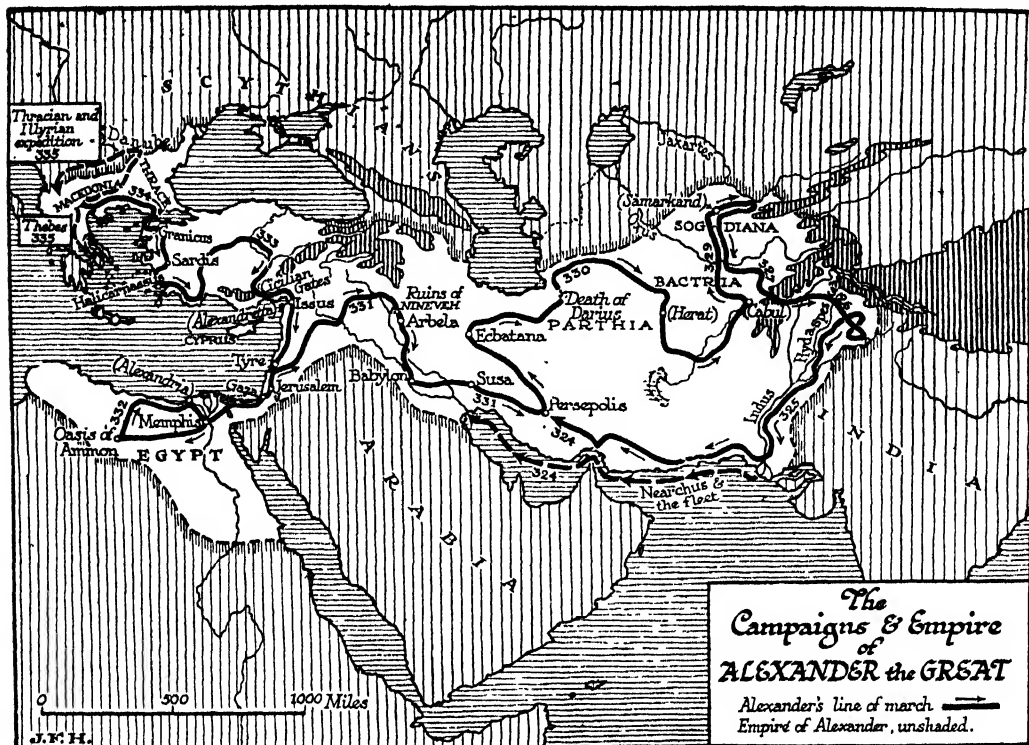 SCYTHIANS
Thracian and
Illyrian
expedition
335
Danube
THRACE
MACEDONIA
334
Thebes
335
Granicus
Sardis
Halicarnassus
333
Cilician
Gates
Issus
(Alexandretta)
CYPRUS
331
Ruins of
NINEVEH
Arbela
Tyre
Jerusalem
Gaza
(Alexandria)
332
Memphis
Oasis of
Ammon
EGYPT
Babylon
Susa
331
Ecbatana
Persepolis
324
330
Death of
Darius
PARTHIA
(Herat)
BACTRIA
329
(Samarkand)
SOGDIANA
Jaxartes
(Cabul)
Hydaspes
Indus
325
INDIA
324
Nearchus &
the fleet
ARABIA
0 500 1000 Miles
J.F.H.
The
Campaigns & Empire
of
ALEXANDER the GREAT
Alexander's line of march
Empire of Alexander, unshaded.